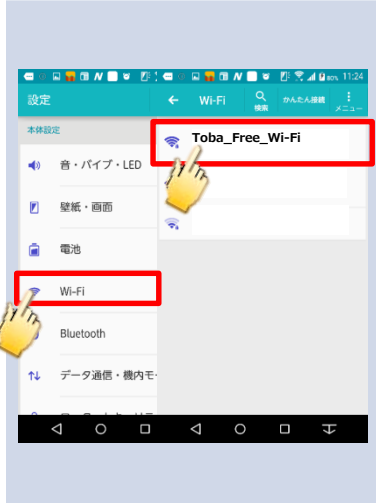 80% 11:24
設定
本体設定
音・バイブ・LED
壁紙・画面
電池
Wi-Fi
Bluetooth
データ通信・機内モ
Wi-Fi
検索
かんたん接続
メニュー
Toba_Free_Wi-Fi